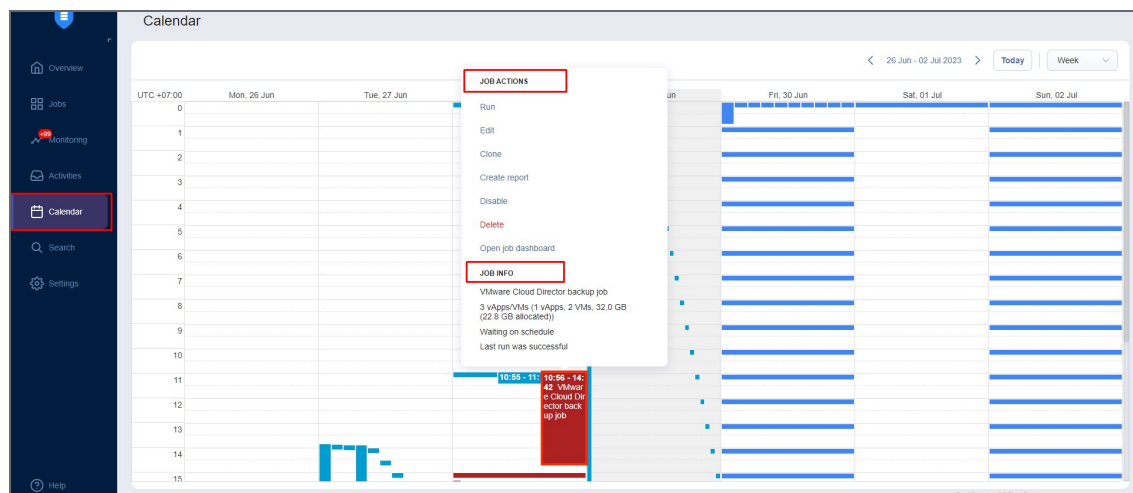 Calendar
Overview
Jobs
+99
Monitoring
Activities
Calendar
Search
Settings
Help
26 Jun - 02 Jul 2023
Today
Week
UTC +07:00
Mon, 26 Jun
Tue, 27 Jun
un
Fri, 30 Jun
Sat, 01 Jul
Sun, 02 Jul
0
1
2
3
4
5
6
7
8
9
10
11
12
13
14
15
JOB ACTIONS
Run
Edit
Clone
Create report
Disable
Delete
Open job dashboard
JOB INFO
VMware Cloud Director backup job
3 vApps/VMs (1 vApps, 2 VMs, 32.0 GB
(22.8 GB allocated))
Waiting on schedule
Last run was successful
10:55 - 11:
10:56 - 14:
42 VMwar
e Cloud Dir
ector back
up job